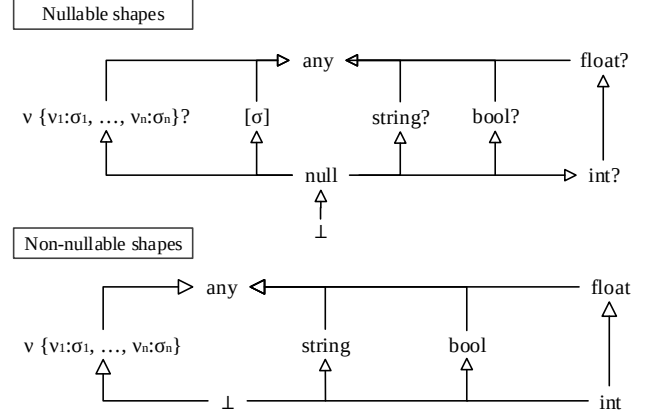 Nullable shapes
any
float?
ν {ν₁:σ₁, …, νₙ:σₙ}?
[σ]
string?
bool?
null
int?
⊥
Non-nullable shapes
any
float
ν {ν₁:σ₁, …, νₙ:σₙ}
string
bool
⊥
int